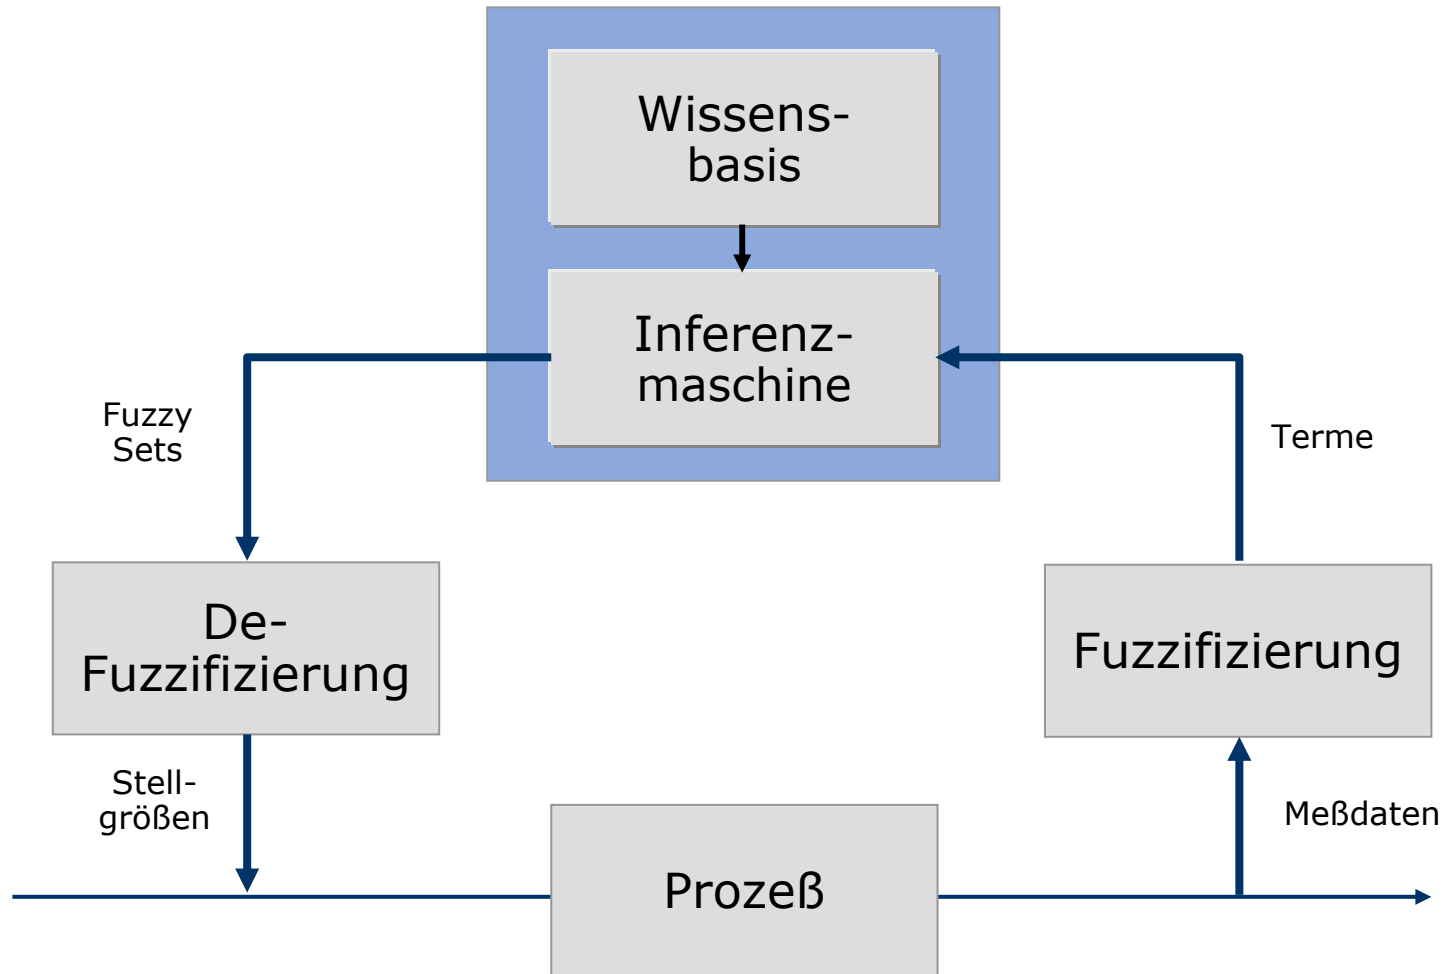 Wissens-
basis
Inferenz-
maschine
Fuzzy
Sets
Terme
De-
Fuzzifizierung
Fuzzifizierung
Stell-
größen
Meßdaten
Prozeß